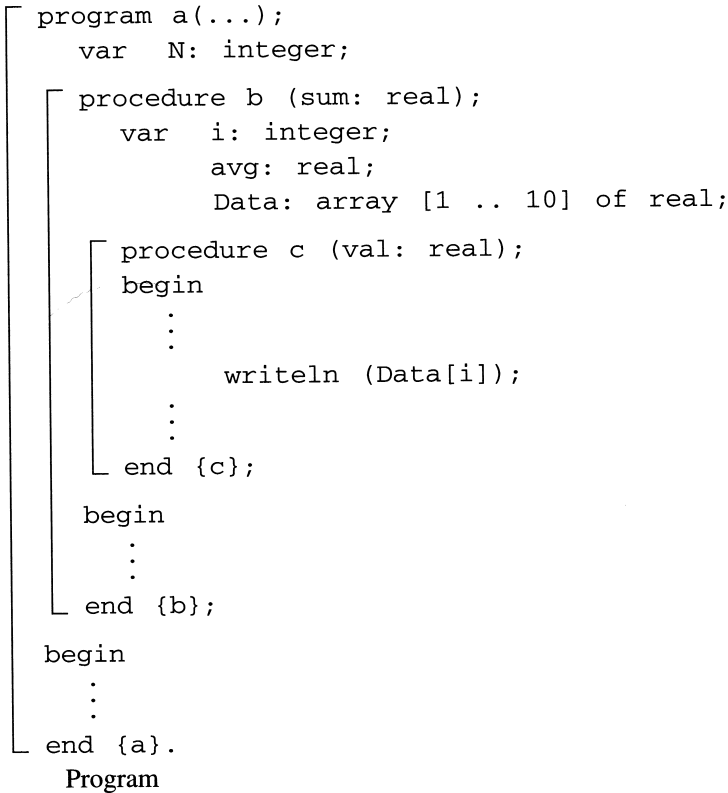 program a(...);
var N: integer;
procedure b (sum: real);
var i: integer;
avg: real;
Data: array [1 .. 10] of real;
procedure c (val: real);
begin
.
.
.
writeln (Data[i]);
.
.
.
end {c};
begin
.
.
.
end {b};
begin
.
.
.
end {a}.
Program